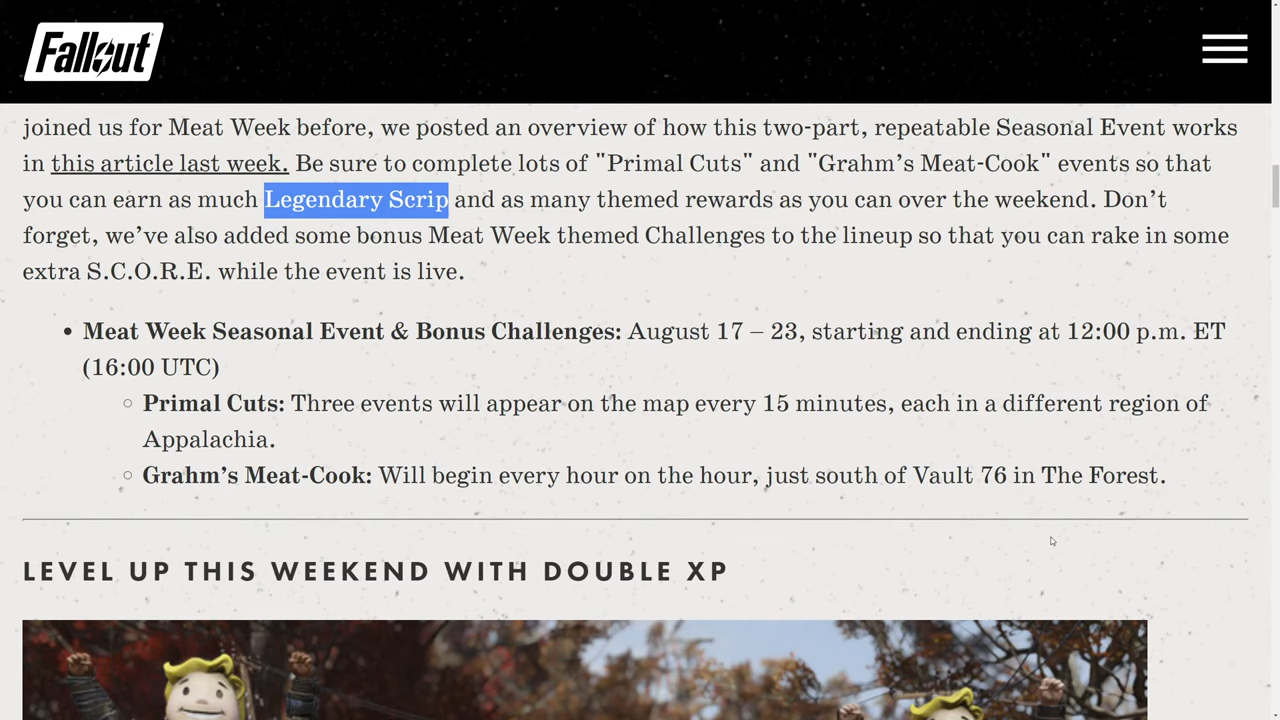 Fallout
joined us for Meat Week before, we posted an overview of how this two-part, repeatable Seasonal Event works
in this article last week. Be sure to complete lots of "Primal Cuts" and "Grahm’s Meat-Cook" events so that
you can earn as much Legendary Scrip and as many themed rewards as you can over the weekend. Don’t
forget, we’ve also added some bonus Meat Week themed Challenges to the lineup so that you can rake in some
extra S.C.O.R.E. while the event is live.
• Meat Week Seasonal Event & Bonus Challenges: August 17 – 23, starting and ending at 12:00 p.m. ET
(16:00 UTC)
◦ Primal Cuts: Three events will appear on the map every 15 minutes, each in a different region of
Appalachia.
◦ Grahm’s Meat-Cook: Will begin every hour on the hour, just south of Vault 76 in The Forest.
LEVEL UP THIS WEEKEND WITH DOUBLE XP